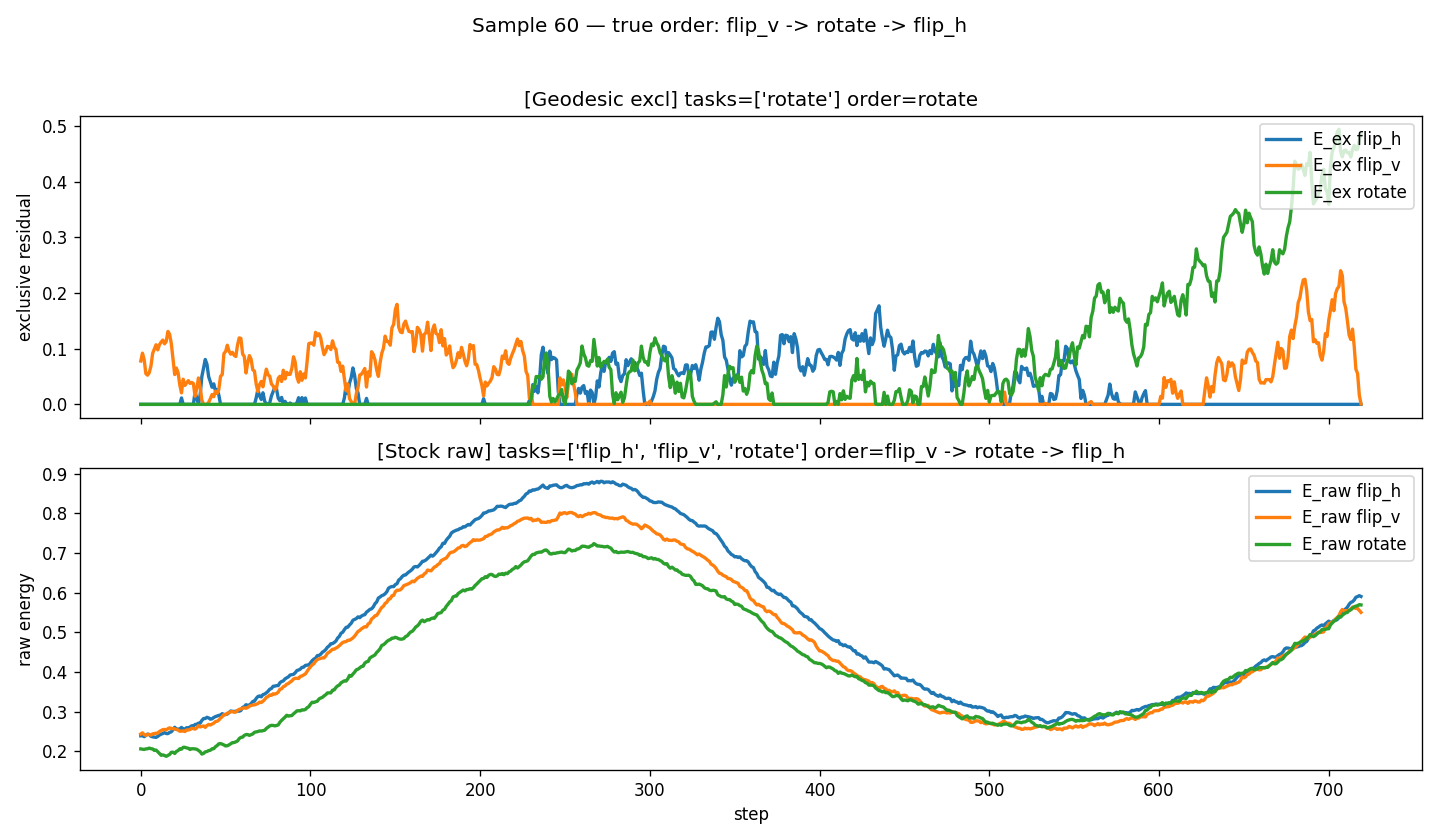 Sample 60 — true order: flip_v -> rotate -> flip_h
[Geodesic excl] tasks=['rotate'] order=rotate
exclusive residual
0.5
0.4
0.3
0.2
0.1
0.0
E_ex flip_h
E_ex flip_v
E_ex rotate
[Stock raw] tasks=['flip_h', 'flip_v', 'rotate'] order=flip_v -> rotate -> flip_h
raw energy
0.9
0.8
0.7
0.6
0.5
0.4
0.3
0.2
E_raw flip_h
E_raw flip_v
E_raw rotate
0 100 200 300 400 500 600 700
step